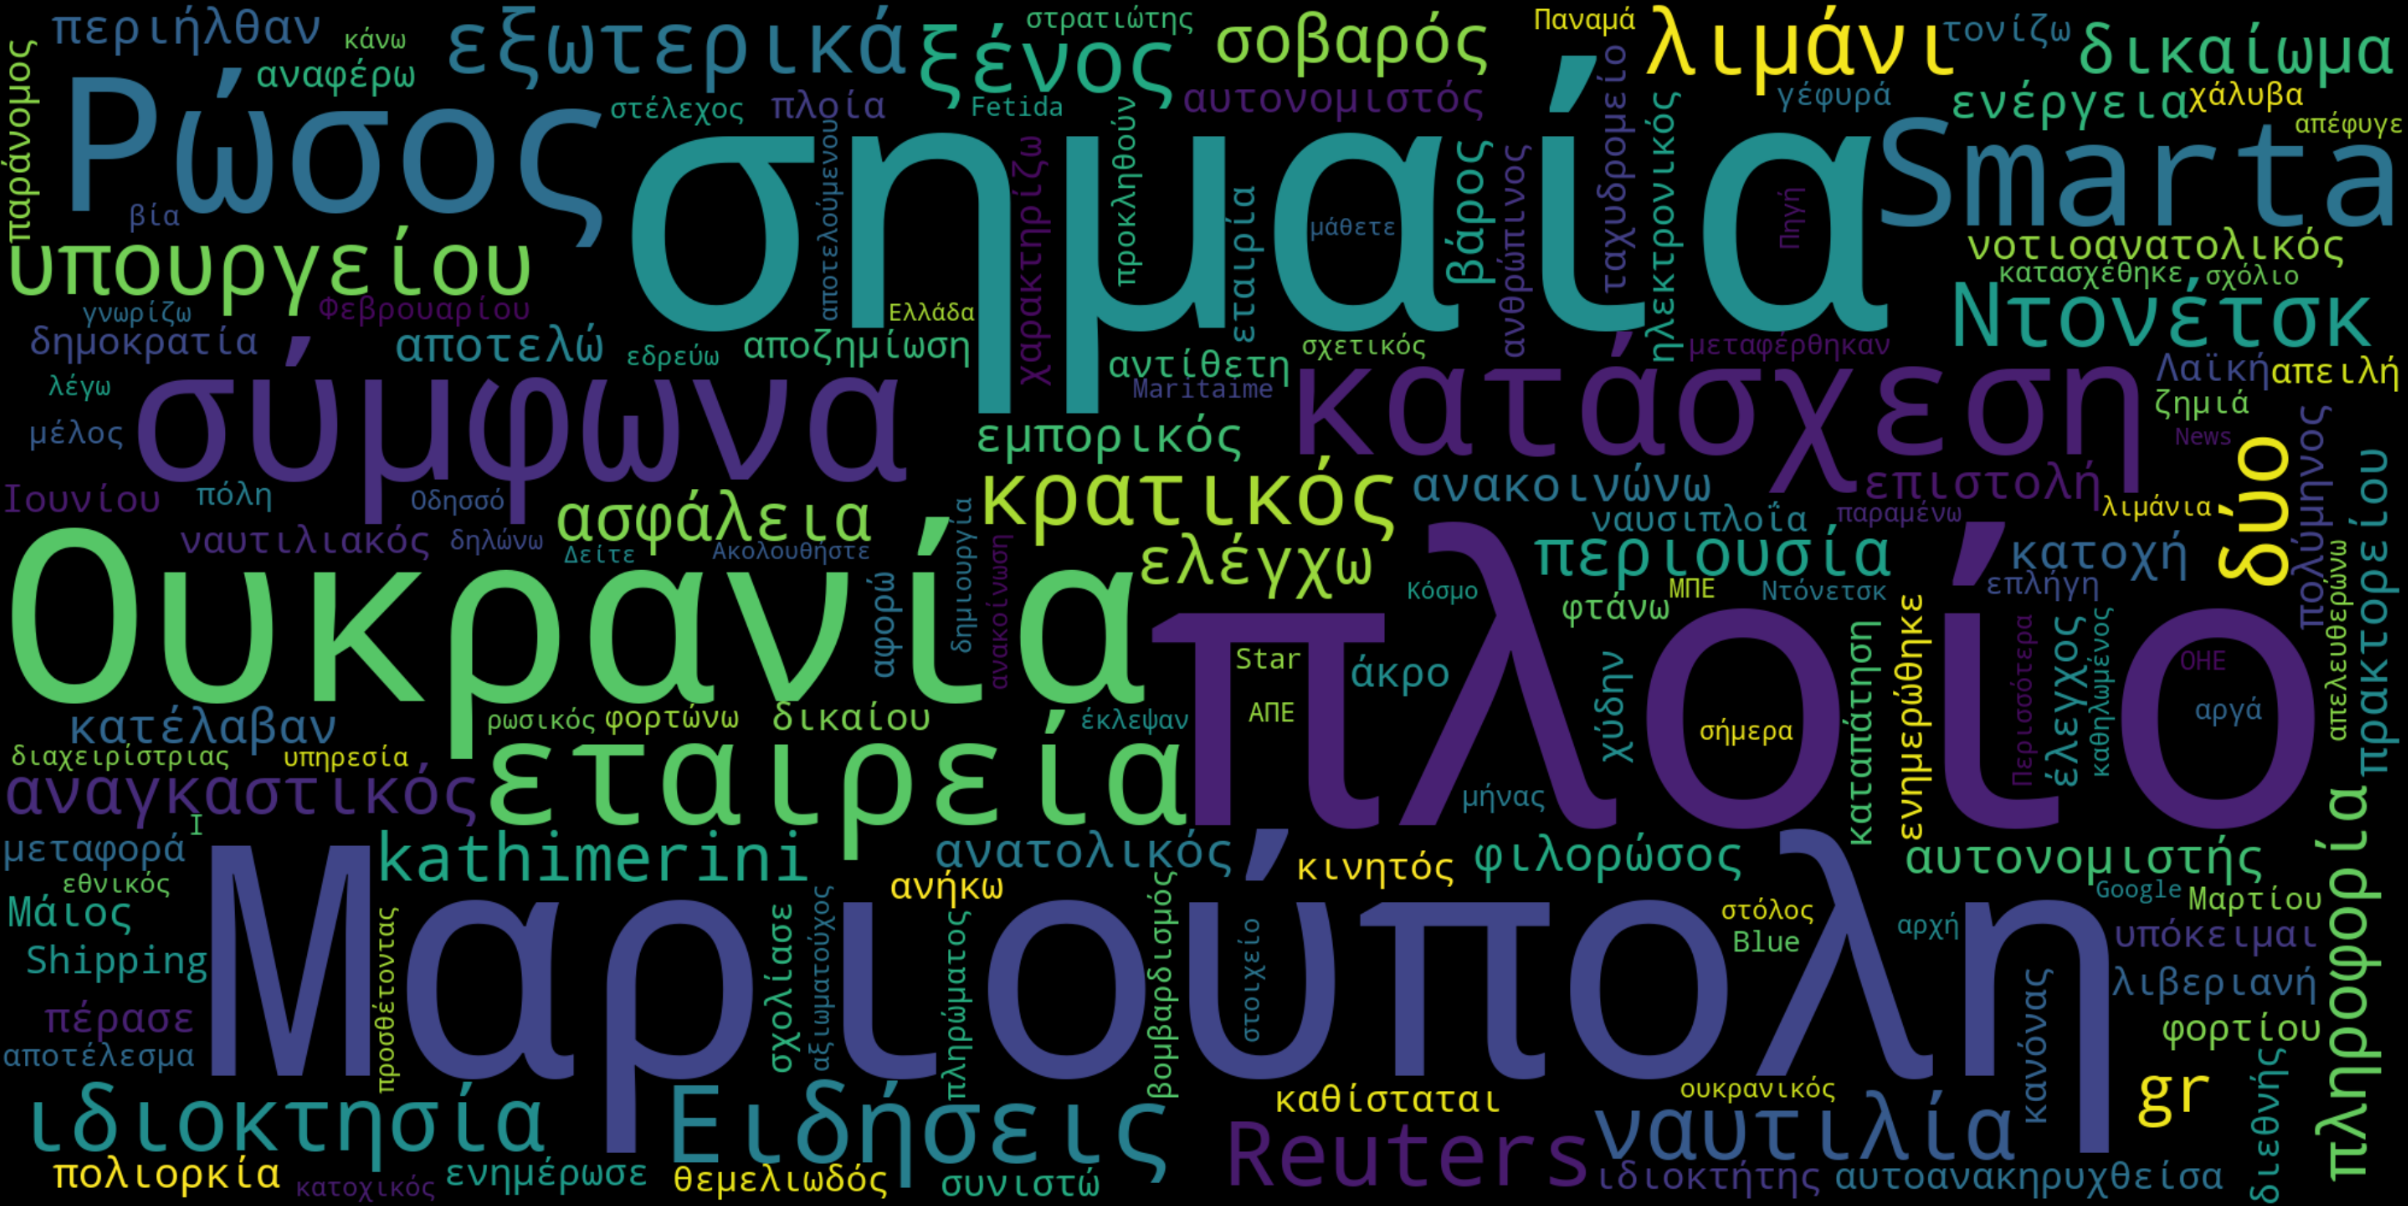 περιήλθαν
κάνω
εξωτερικά
στρατιώτης
ξένος
σοβαρός
Παναμά
λιμάνι
τονίζω
δικαίωμα
παράνομος
αναφέρω
στέλεχος
πλοία
Fetida
αυτονομιστός
ταχυδρομείο
γέφυρά
ενέργεια
χάλυβα
απέφυγε
Ρώσος
σημαία
Smarta
βία
αποτελούμενου
χαρακτηρίζω
προκληθούν
εταιρία
μάθετε
βάρος
ανθρώπινος
ηλεκτρονικός
Πηγή
υπουργείου
νοτιοανατολικός
κατασχέθηκε
σχόλιο
γνωρίζω
Φεβρουαρίου
Ελλάδα
Ντονέτσκ
δημοκρατία
αποτελώ
εδρεύω
αποζημίωση
αντίθετη
σχετικός
μεταφέρθηκαν
Λαϊκή
απειλή
λέγω
Maritaime
κατάσχεση
ζημιά
μέλος
σύμφωνα
εμπορικός
News
πολύμηνος
Ιουνίου
πόλη
Οδησσό
ασφάλεια
κρατικός
ανακοινώνω
επιστολή
λιμάνια
δύο
πρακτορείου
ναυτιλιακός
δηλώνω
Δείτε
Ακολουθήστε
δημιουργία
ανακοίνωση
ναυσιπλοΐα
παραμένω
περιουσία
κατοχή
Ουκρανία
αφορώ
ελέγχω
Κόσμο
φτάνω
ΜΠΕ
Ντόνετσκ
επλήγη
απελευθερώνω
πλοίο
Star
άκρο
χύδην
καταπάτηση
ενημερώθηκε
Περισσότερα
έλεγχος
καθηλωμένος
ΟΗΕ
κατέλαβαν
ρωσικός
φορτώνω
δικαίου
έκλεψαν
ΑΠΕ
σήμερα
αργά
διαχειρίστριας
υπηρεσία
εταιρεία
αναγκαστικός
μήνας
πληροφορία
Ι
μεταφορά
kathimerini
ανατολικός
κινητός
φιλορώσος
αυτονομιστής
εθνικός
ανήκω
Google
Μαρτίου
Μάιος
Μαριούπολη
στόλος
αρχή
Blue
υπόκειμαι
Shipping
προσθέτοντας
σχολίασε
αξιωματούχος
πληρώματος
βομβαρδισμός
στοιχείο
κανόνας
λιβεριανή
πέρασε
φορτίου
αποτέλεσμα
διεθνής
ιδιοκτησία
Ειδήσεις
καθίσταται
ουκρανικός
gr
Reuters
ναυτιλία
πολιορκία
κατοχικός
ενημέρωσε
θεμελιωδός
συνιστώ
ιδιοκτήτης
αυτοανακηρυχθείσα